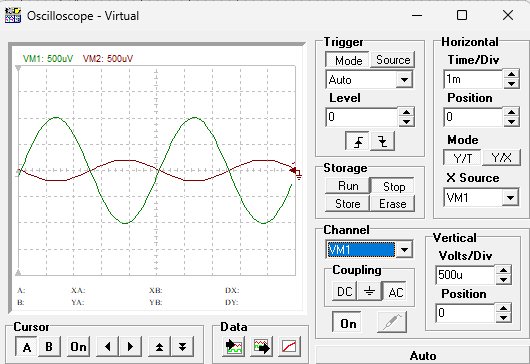 Oscilloscope - Virtual
VM1: 500uV VM2: 500uV
A: XA: XB: DX:
B: YA: YB: DY:
Cursor
A B On
Data
Trigger
Mode Source
Auto
Level
0
Storage
Run Stop
Store Erase
Horizontal
Time/Div
1m
Position
0
Mode
Y/T Y/X
X Source
VM1
Channel
VM1
Coupling
DC AC
On
Vertical
Volts/Div
500u
Position
0
Auto